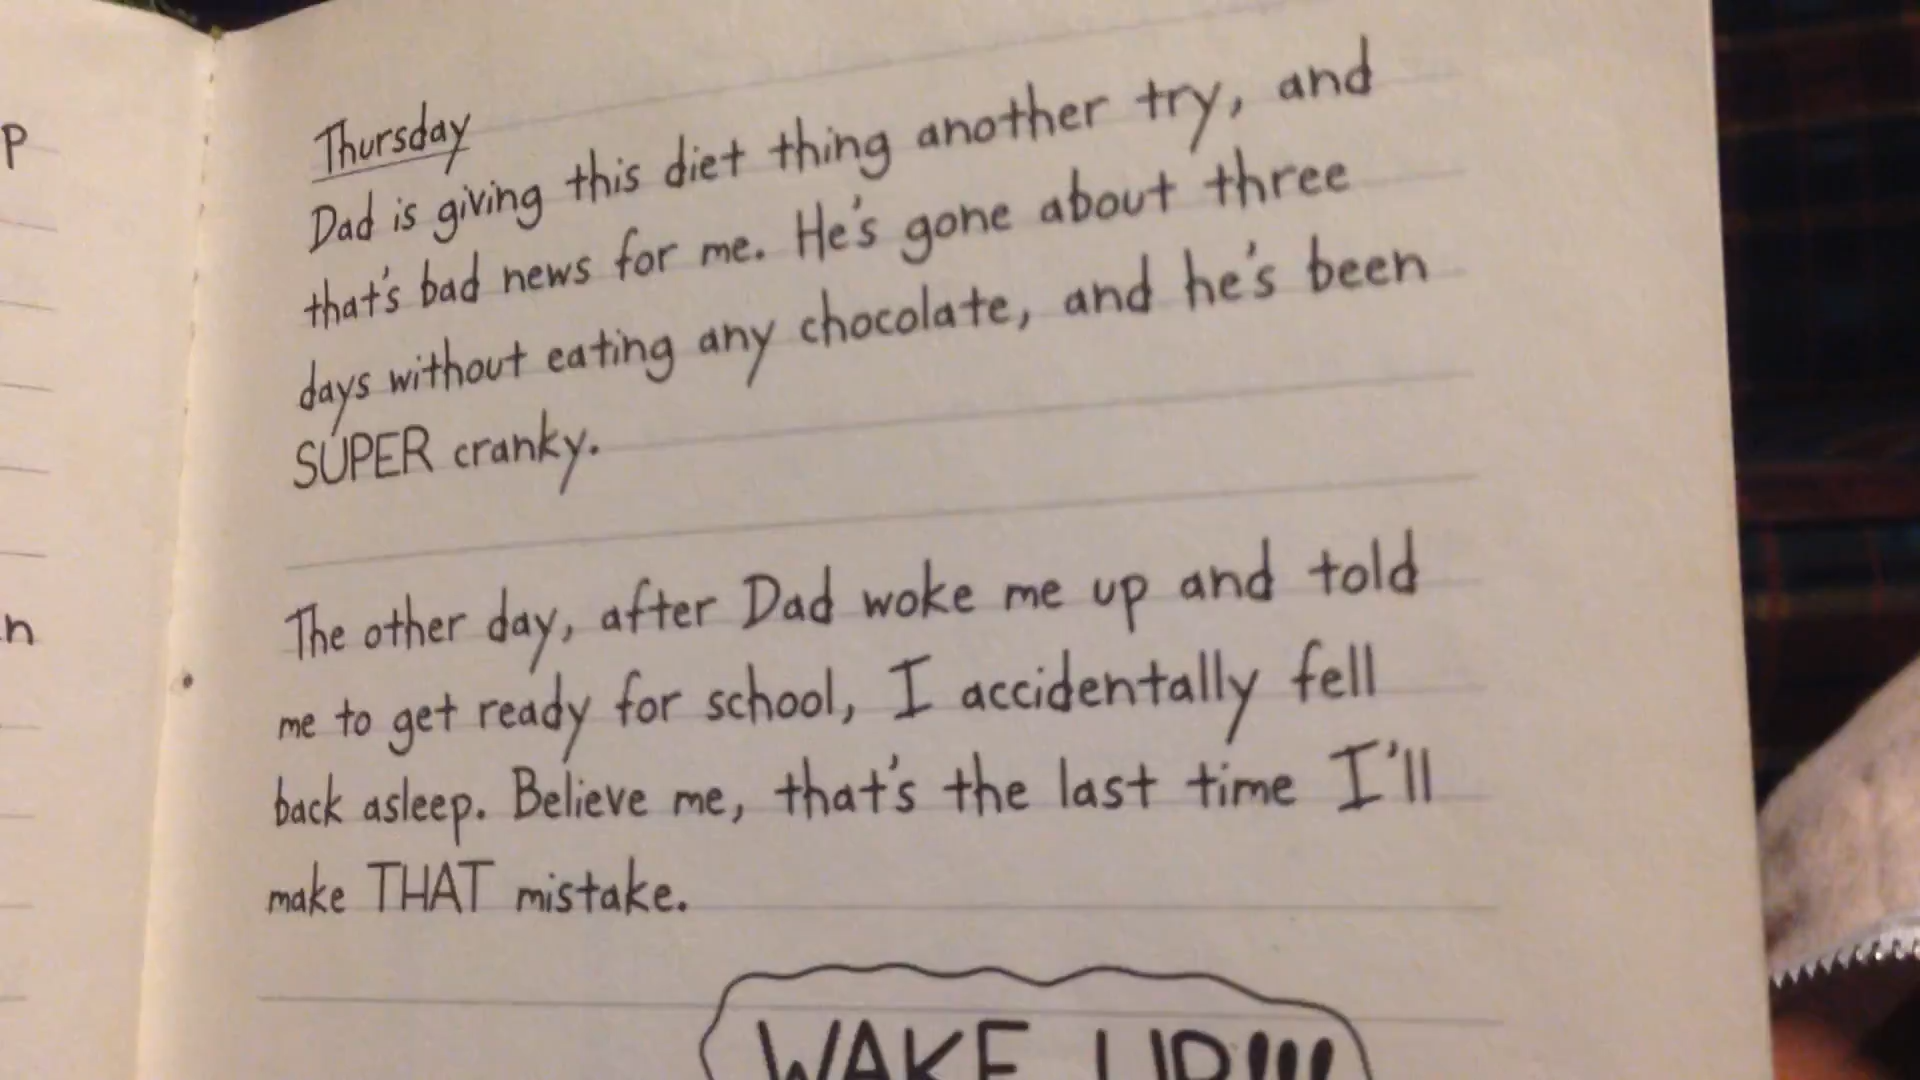 p
n
Thursday
Dad is giving this diet thing another try, and
that's bad news for me. He's gone about three
days without eating any chocolate, and he's been
SUPER cranky.
The other day, after Dad woke me up and told
me to get ready for school, I accidentally fell
back asleep. Believe me, that's the last time I'll
make THAT mistake.
WAKE UP!!!